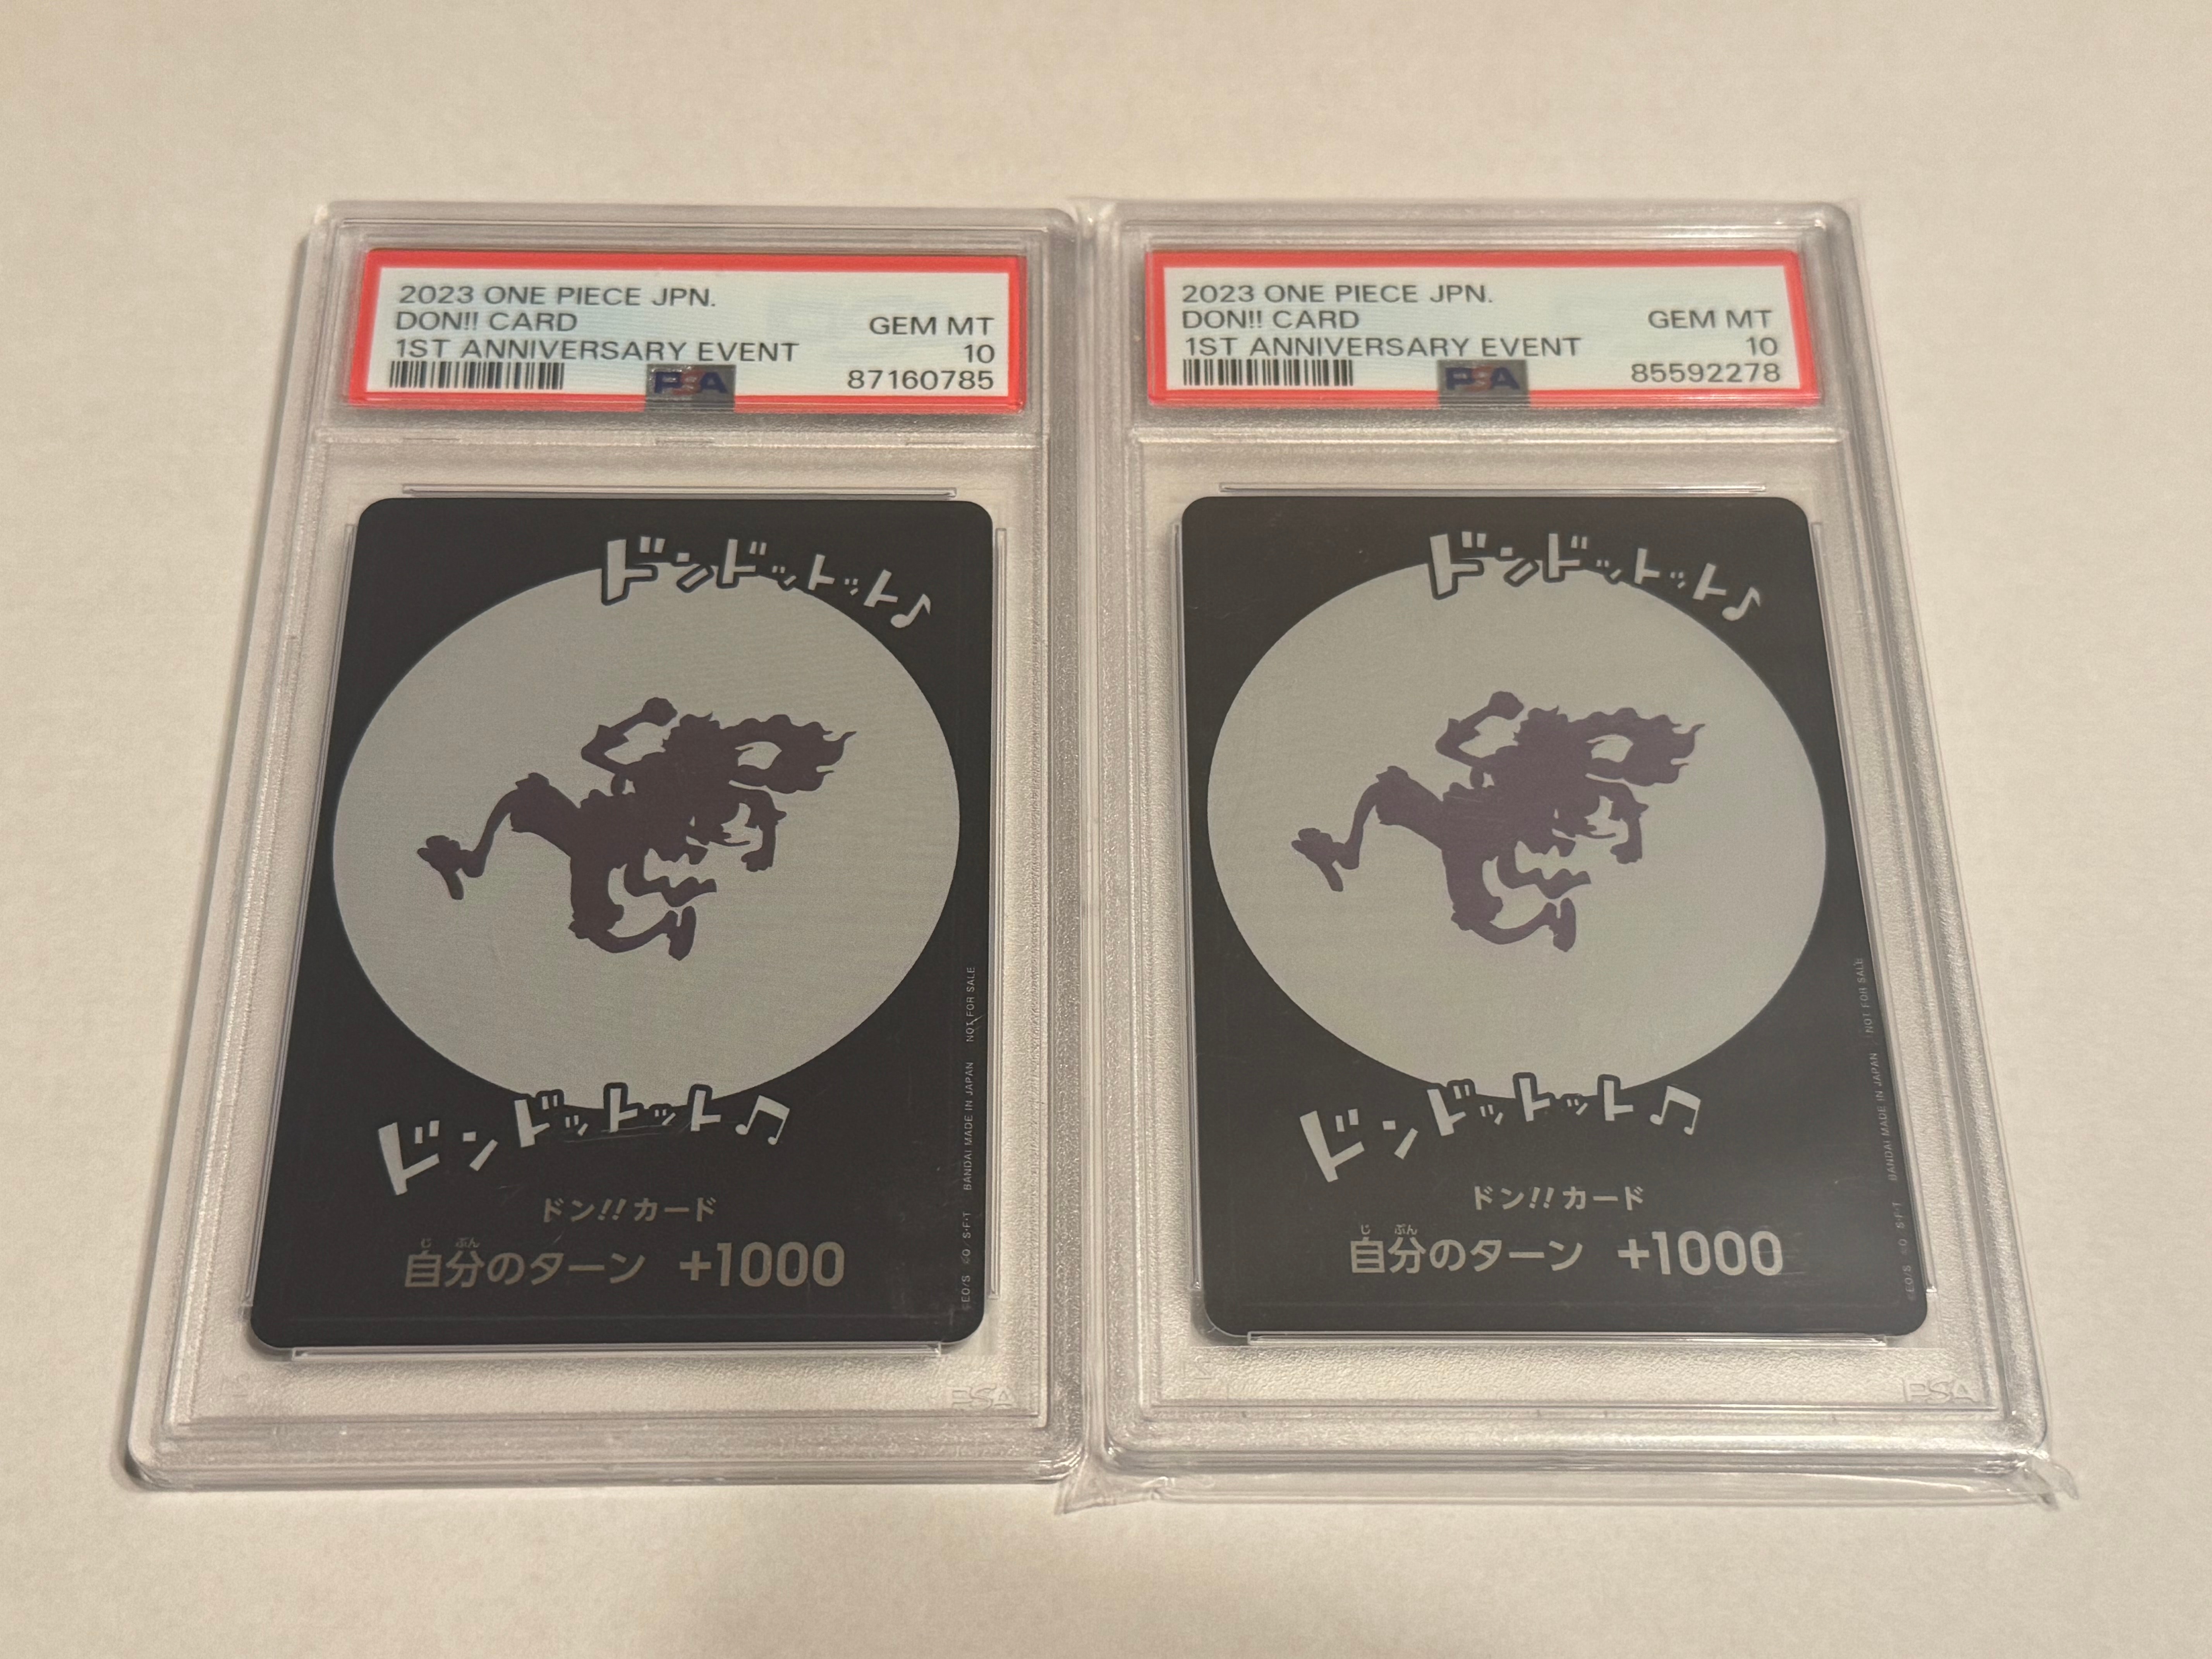 2023 ONE PIECE JPN.
DON!! CARD
GEM MT
1ST ANNIVERSARY EVENT
10
PSA
87160785
ドンドットット♪
ドンドットット♫
ドン!!カード
じ ぶん
自分のターン +1000
©EO/S ©O/S･F･T BANDAI MADE IN JAPAN NOT FOR SALE
PSA
2023 ONE PIECE JPN.
DON!! CARD
GEM MT
1ST ANNIVERSARY EVENT
10
PSA
85592278
ドンドットット♪
ドンドットット♫
ドン!!カード
じ ぶん
自分のターン +1000
©EO/S ©O/S･F･T BANDAI MADE IN JAPAN NOT FOR SALE
PSA